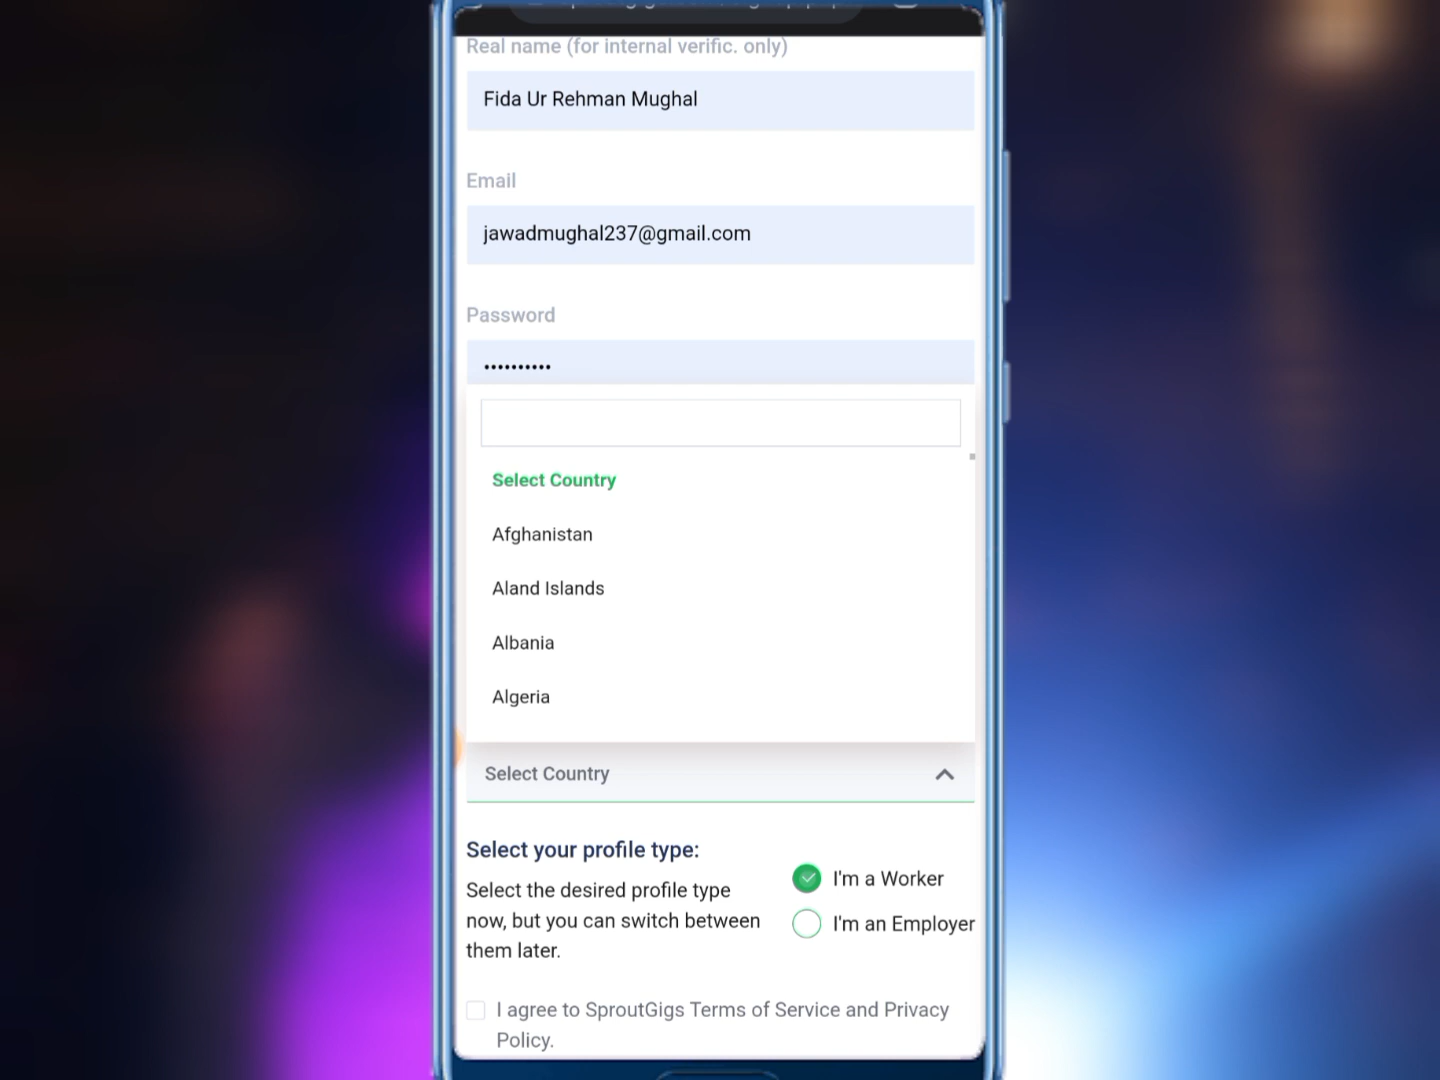 Real name (for internal verific. only)
Fida Ur Rehman Mughal
Email
jawadmughal237@gmail.com
Password
••••••••••
Select Country
Afghanistan
Aland Islands
Albania
Algeria
Select Country
Select your profile type:
Select the desired profile type
now, but you can switch between
them later.
I'm a Worker
I'm an Employer
I agree to SproutGigs Terms of Service and Privacy
Policy.